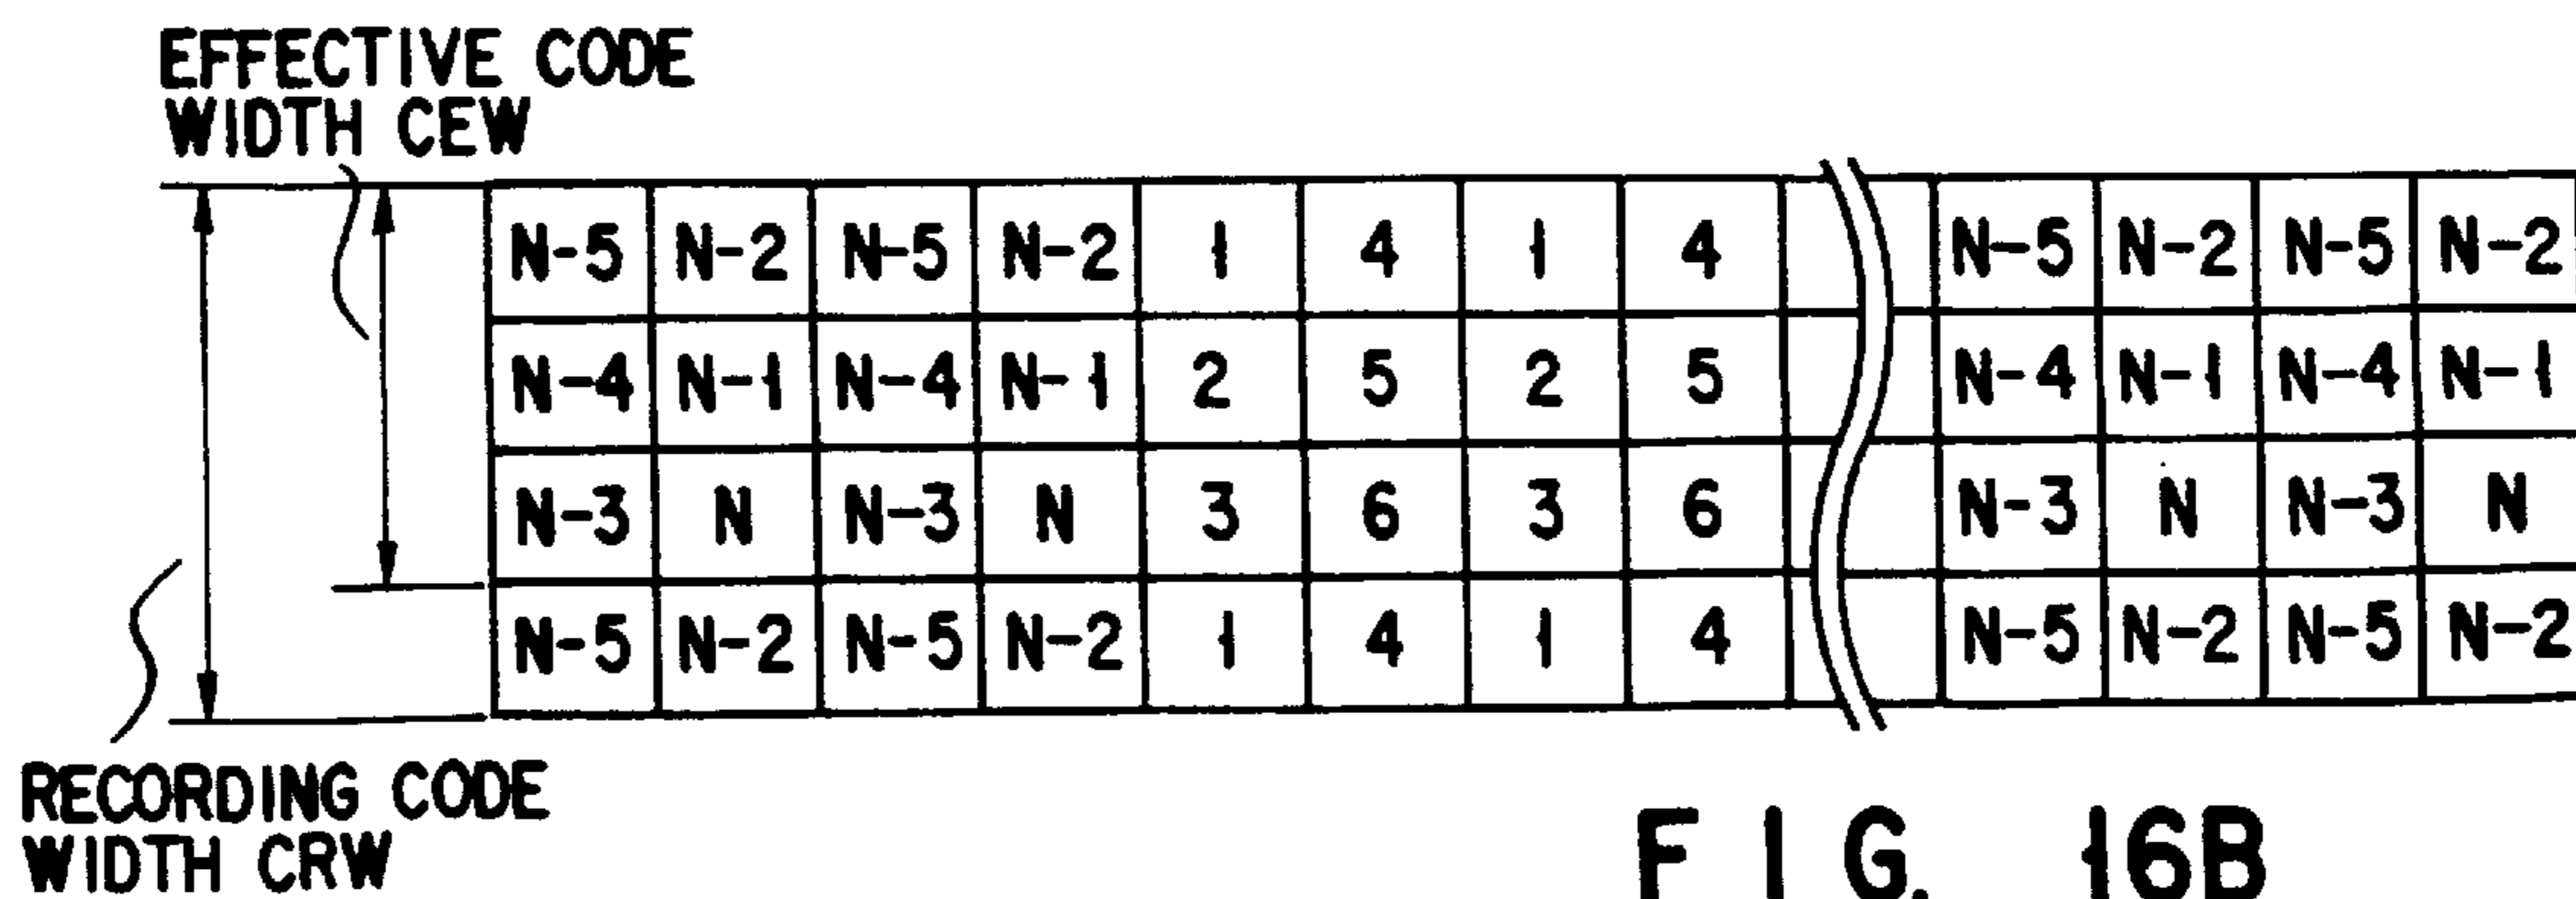 EFFECTIVE CODE
WIDTH CEW
N-5 N-2 N-5 N-2 1 4 1 4 N-5 N-2 N-5 N-2
N-4 N-1 N-4 N-1 2 5 2 5 N-4 N-1 N-4 N-1
N-3 N N-3 N 3 6 3 6 N-3 N N-3 N
N-5 N-2 N-5 N-2 1 4 1 4 N-5 N-2 N-5 N-2
RECORDING CODE
WIDTH CRW
FIG. 16B